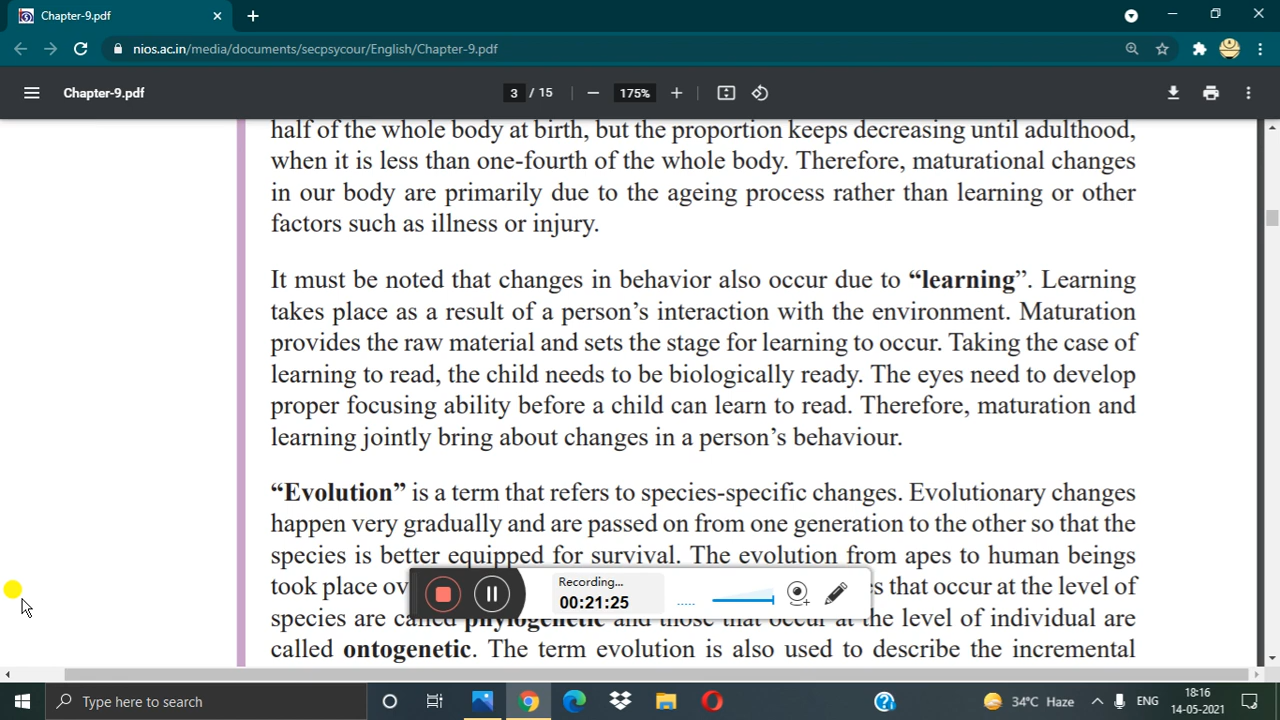 Chapter-9.pdf
nios.ac.in/media/documents/secpsycour/English/Chapter-9.pdf
Chapter-9.pdf
3 / 15
175%
half of the whole body at birth, but the proportion keeps decreasing until adulthood,
when it is less than one-fourth of the whole body. Therefore, maturational changes
in our body are primarily due to the ageing process rather than learning or other
factors such as illness or injury.
It must be noted that changes in behavior also occur due to “learning”. Learning
takes place as a result of a person’s interaction with the environment. Maturation
provides the raw material and sets the stage for learning to occur. Taking the case of
learning to read, the child needs to be biologically ready. The eyes need to develop
proper focusing ability before a child can learn to read. Therefore, maturation and
learning jointly bring about changes in a person’s behaviour.
“Evolution” is a term that refers to species-specific changes. Evolutionary changes
happen very gradually and are passed on from one generation to the other so that the
species is better equipped for survival. The evolution from apes to human beings
took place that occur at the level of
species are called phylogenetic and those that occur at the level of individual are
called ontogenetic. The term evolution is also used to describe the incremental
Recording...
00:21:25
Type here to search
34°C Haze
ENG
18:16
14-05-2021